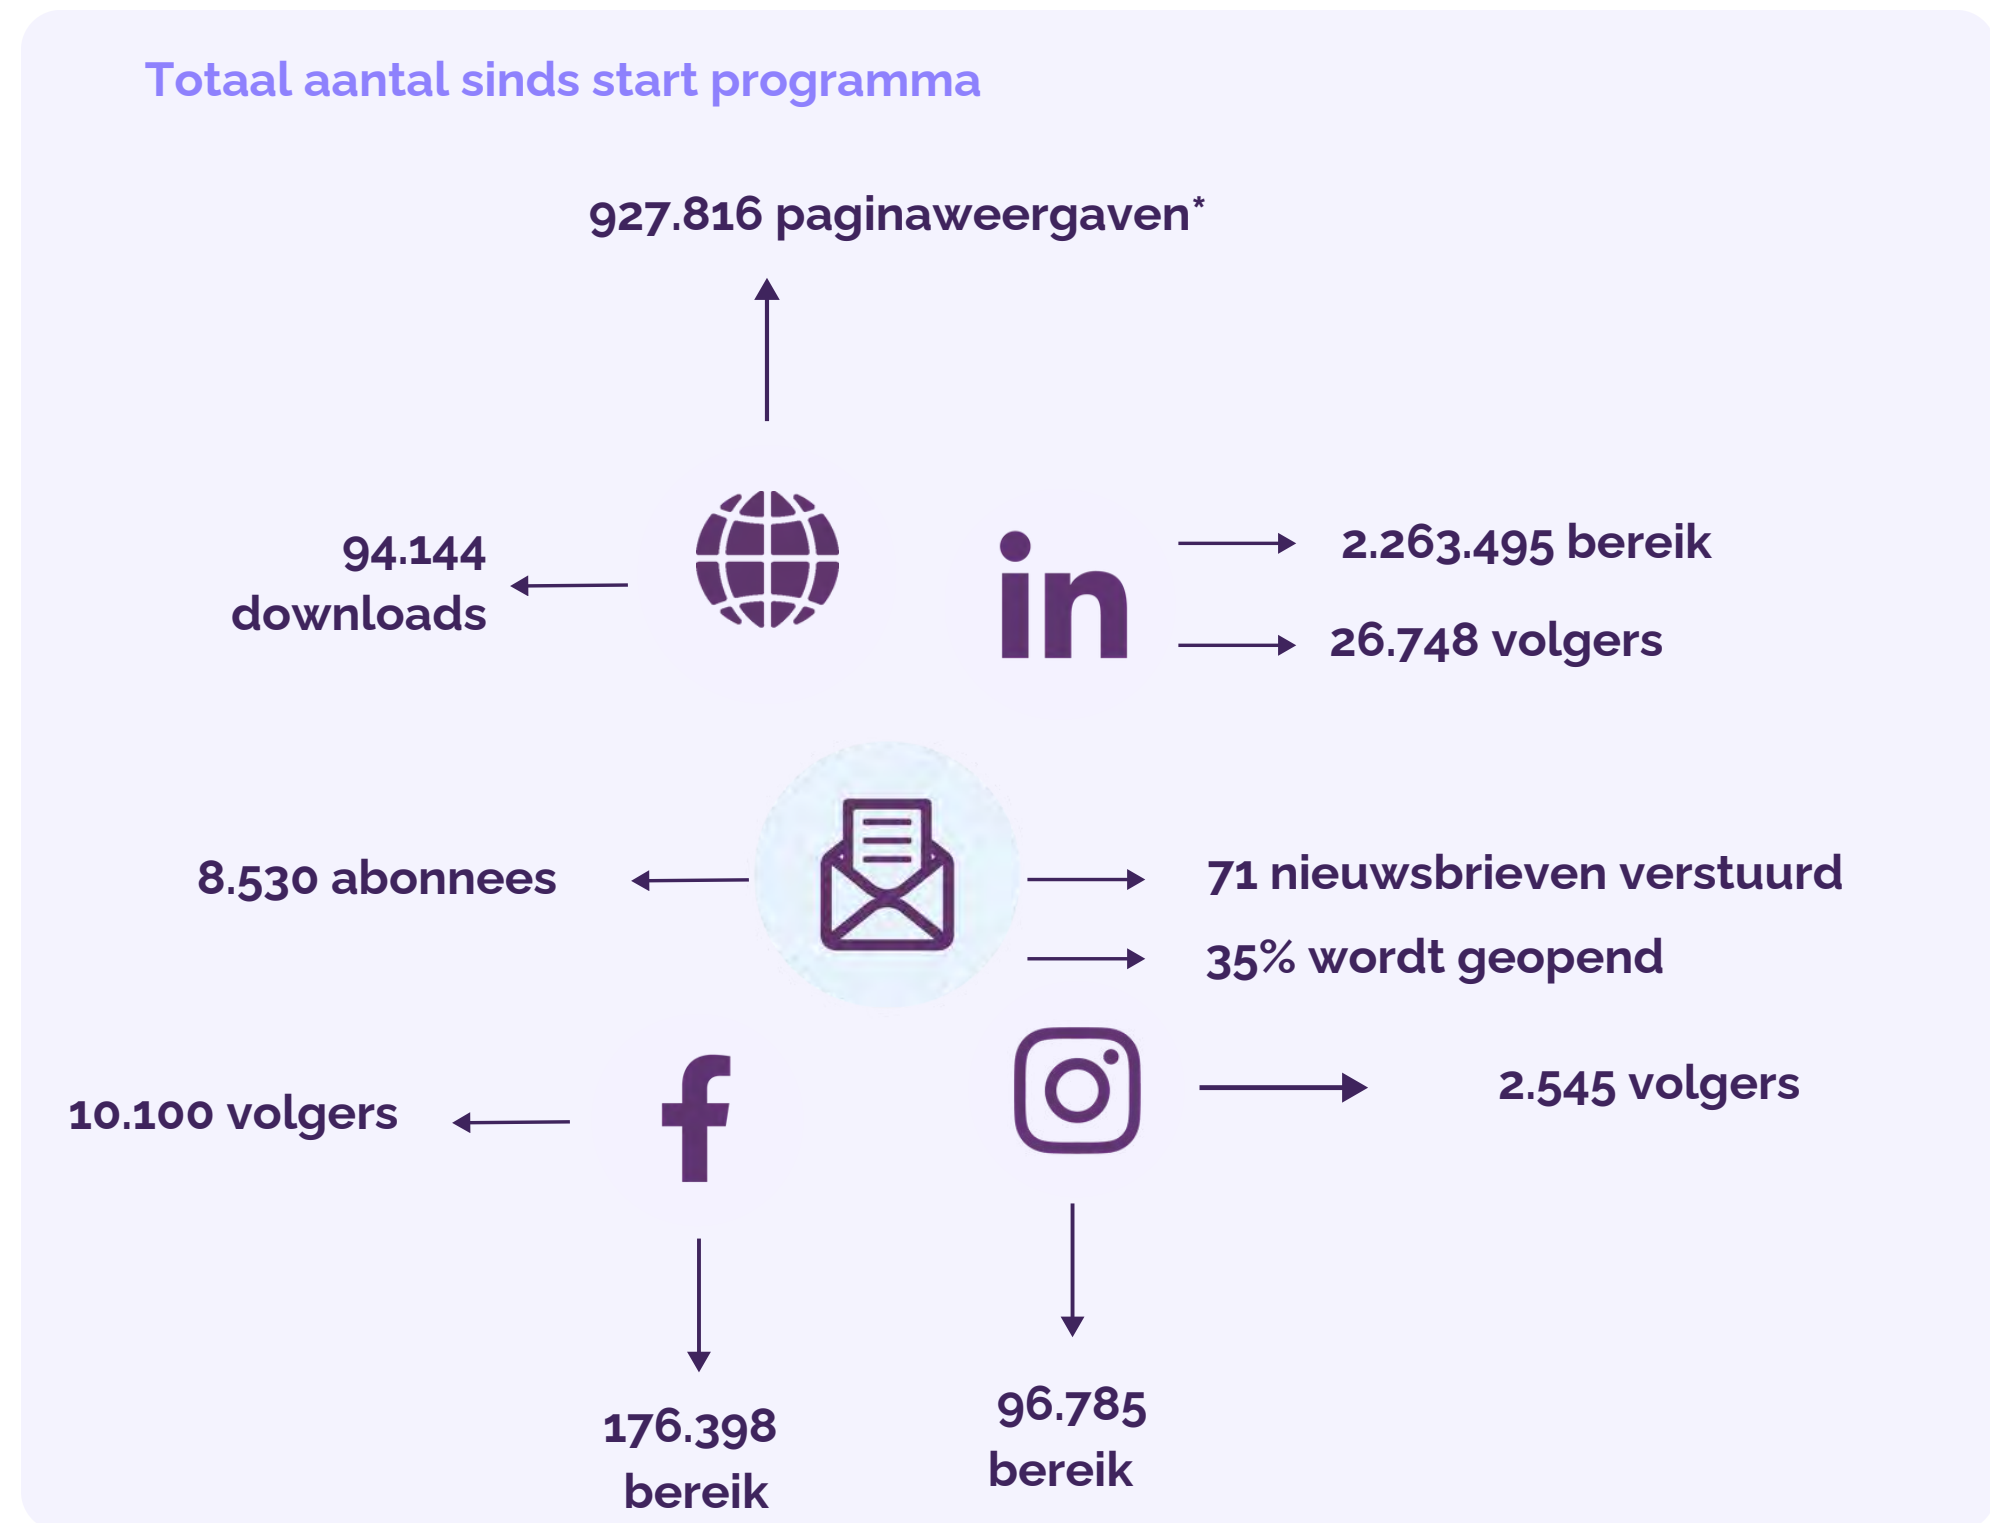 Totaal aantal sinds start programma
927.816 paginaweergaven*
94.144
downloads
2.263.495 bereik
26.748 volgers
8.530 abonnees
71 nieuwsbrieven verstuurd
35% wordt geopend
10.100 volgers
2.545 volgers
176.398
bereik
96.785
bereik